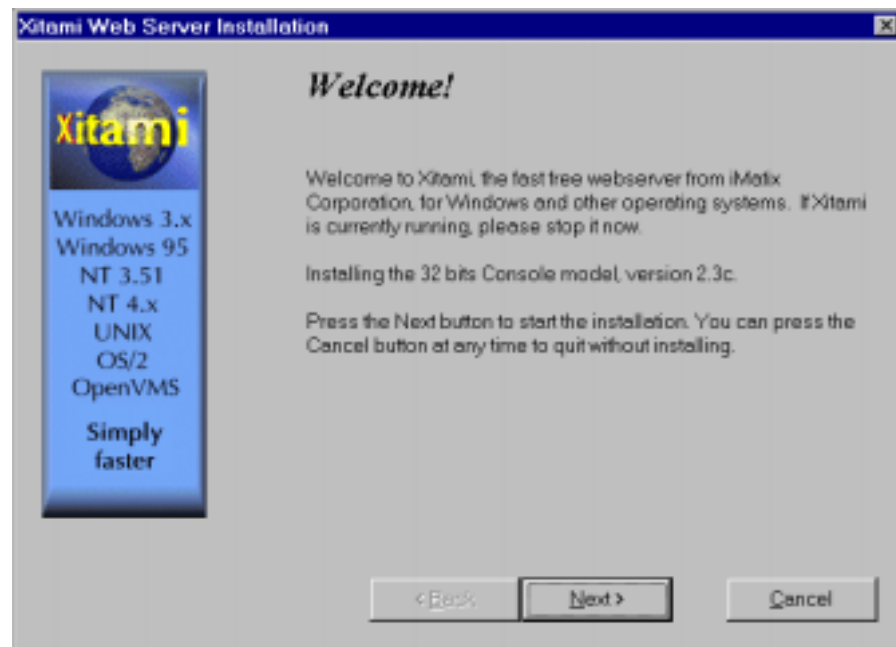 Xitami Web Server Installation
Xitami
Windows 3.x
Windows 95
NT 3.51
NT 4.x
UNIX
OS/2
OpenVMS
Simply
faster
Welcome!
Welcome to Xitami, the fast free webserver from iMatix
Corporation, for Windows and other operating systems. If Xitami
is currently running, please stop it now.
Installing the 32 bits Console model, version 2.3c.
Press the Next button to start the installation. You can press the
Cancel button at any time to quit without installing.
< Back
Next >
Cancel